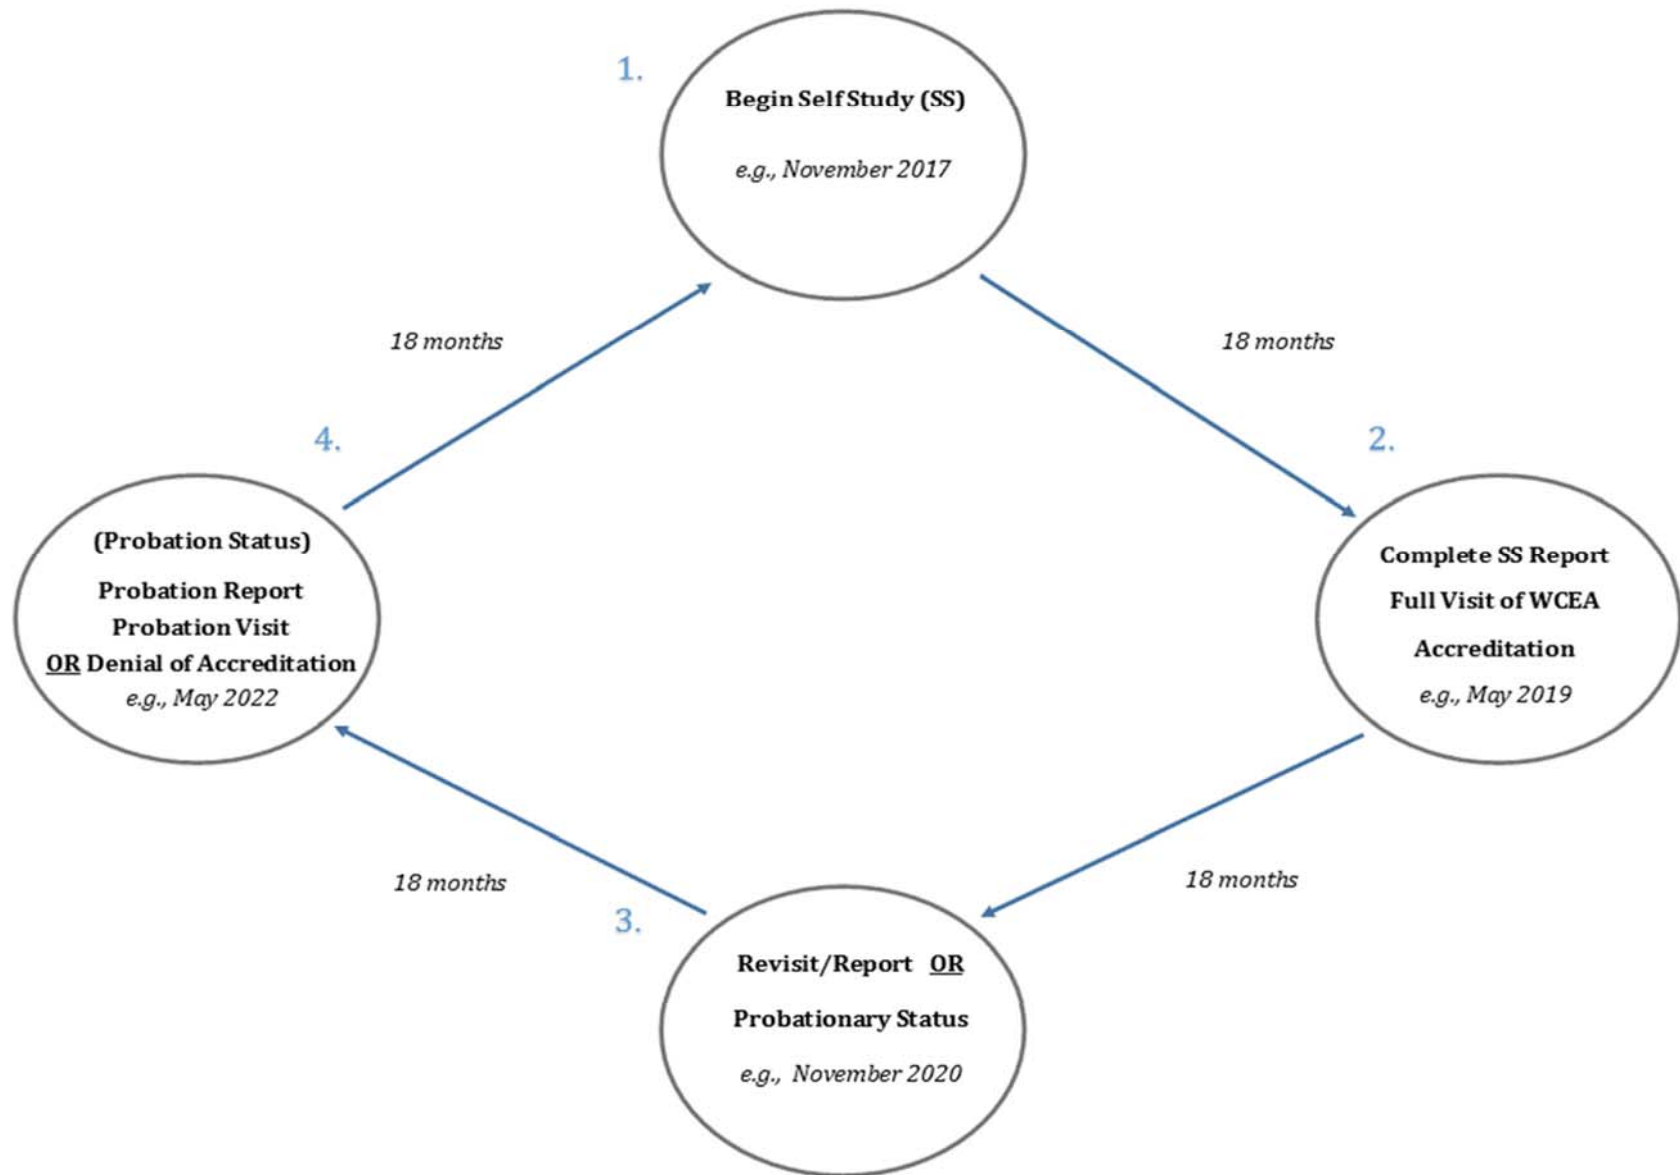 1.
Begin Self Study (SS)
e.g., November 2017
18 months
18 months
4.
2.
(Probation Status)
Probation Report
Probation Visit
OR Denial of Accreditation
e.g., May 2022
Complete SS Report
Full Visit of WCEA
Accreditation
e.g., May 2019
18 months
18 months
3.
Revisit/Report OR
Probationary Status
e.g., November 2020